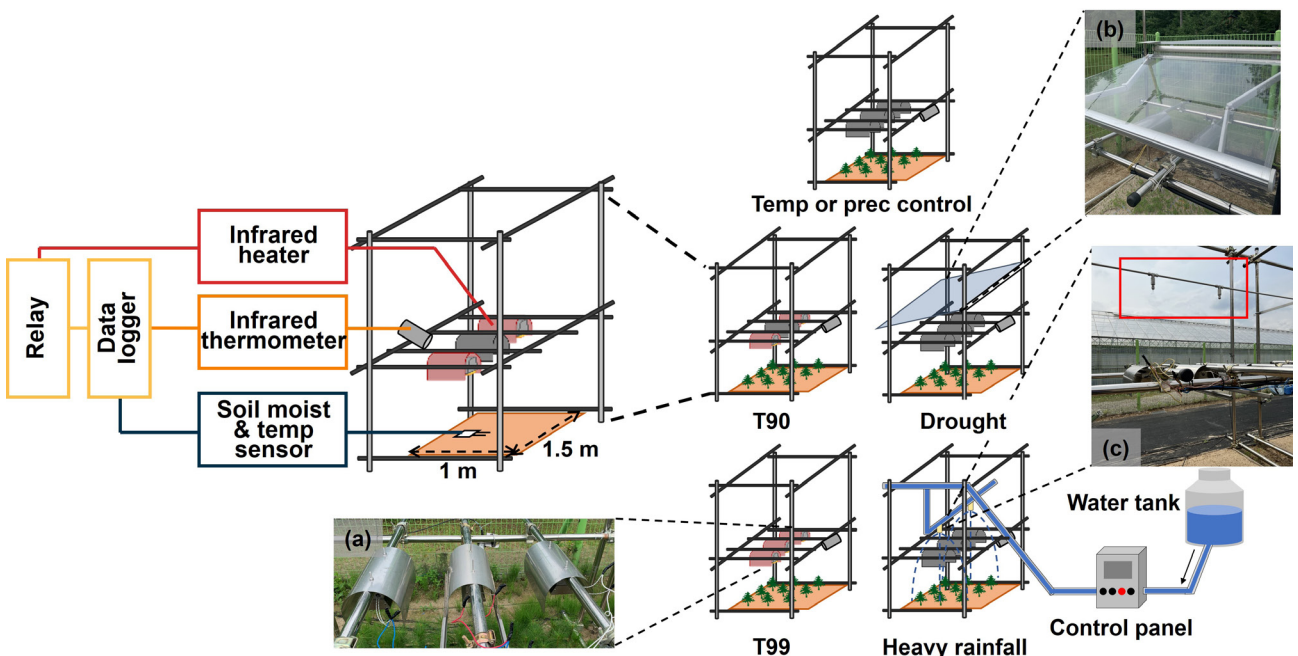 (b)
Temp or prec control
Infrared
heater
Relay
Data
logger
Infrared
thermometer
Soil moist
& temp
sensor
1.5 m
1 m
T90
Drought
(c)
Water tank
(a)
T99
Heavy rainfall
Control panel